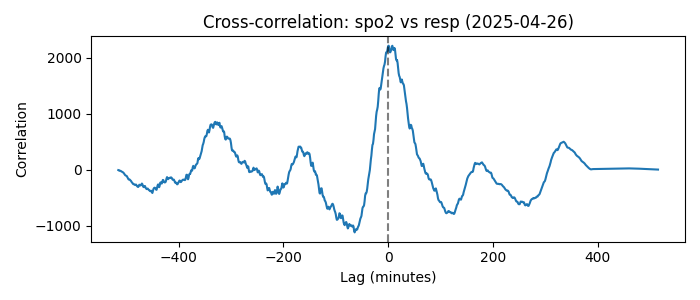 Cross-correlation: spo2 vs resp (2025-04-26)
Correlation
2000
1000
0
−1000
−400 −200 0 200 400
Lag (minutes)